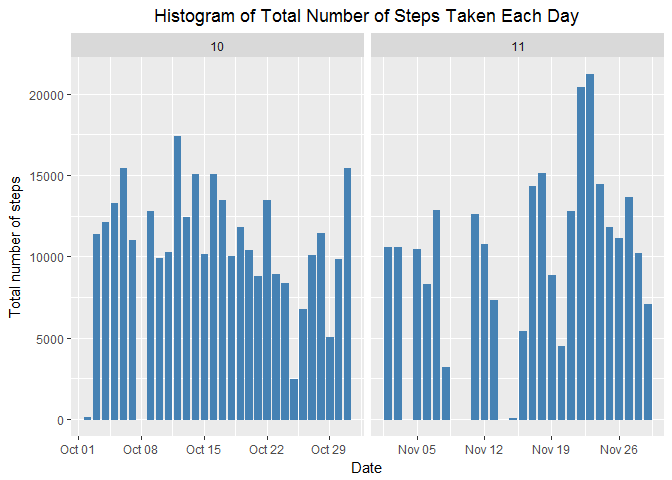 Histogram of Total Number of Steps Taken Each Day
10 11
Total number of steps
20000
15000
10000
5000
0
Oct 01 Oct 08 Oct 15 Oct 22 Oct 29 Nov 05 Nov 12 Nov 19 Nov 26
Date